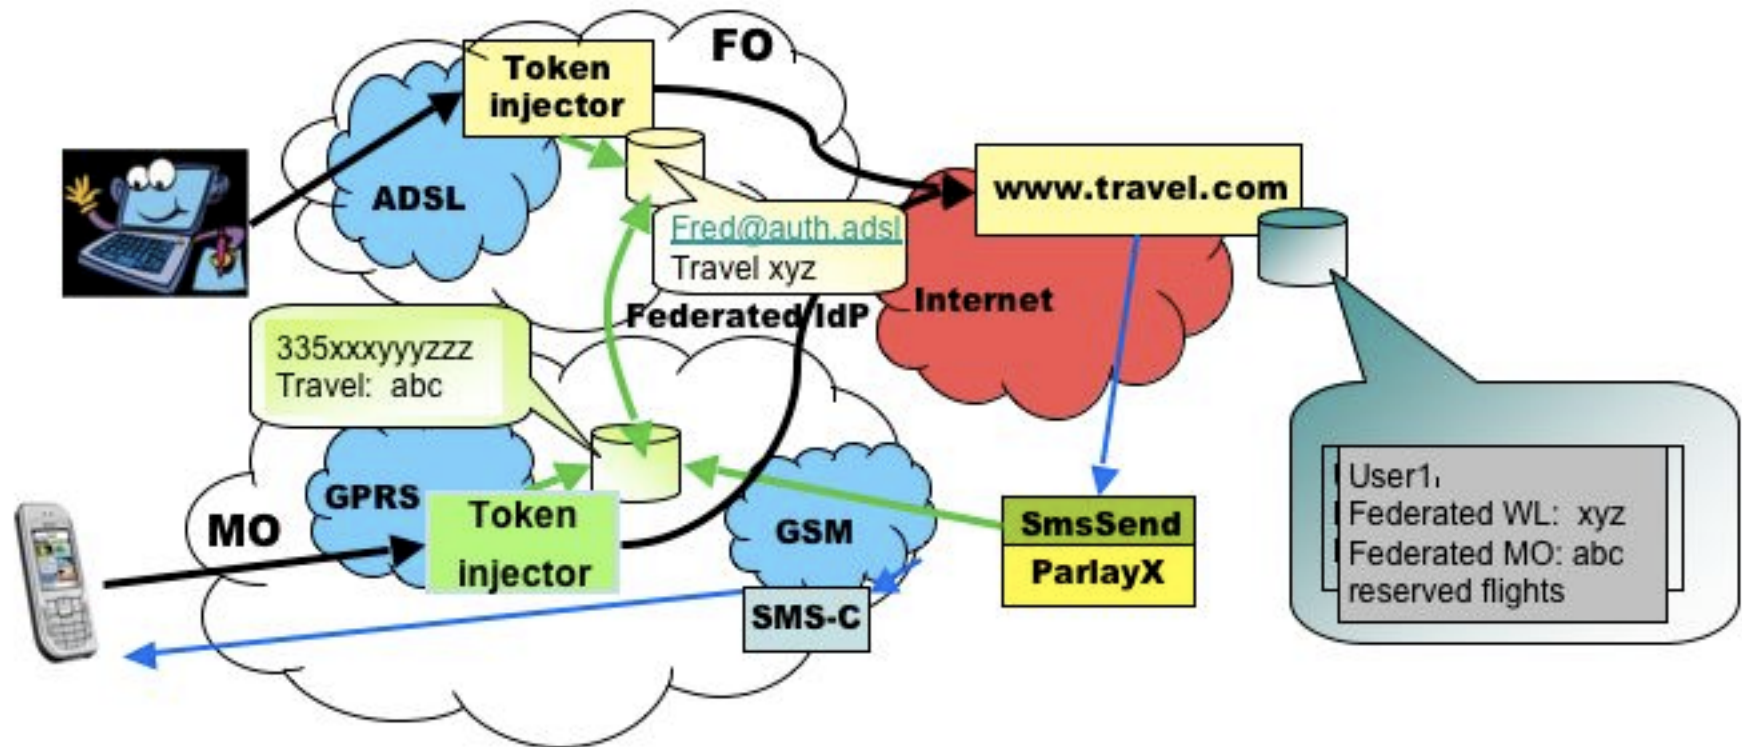 FO
Token
injector
ADSL
www.travel.com
Fred@auth.adsl
Travel xyz
Internet
Federated IdP
335xxxyyyzzz
Travel: abc
GPRS
MO
Token
injector
GSM
SMS-C
SmsSend
ParlayX
User1,
Federated WL: xyz
Federated MO: abc
reserved flights